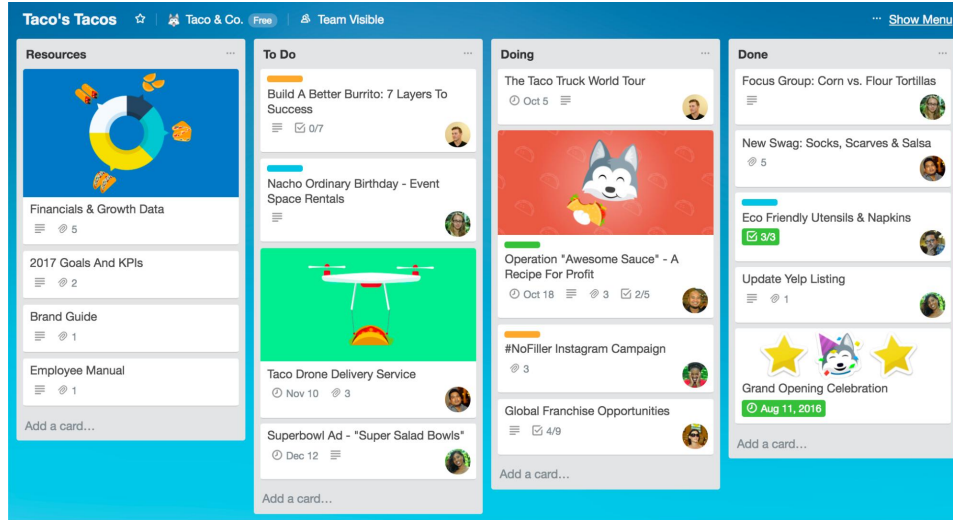 Taco's Tacos
Taco & Co. Free
Team Visible
··· Show Menu
Resources
Financials & Growth Data
5
2017 Goals And KPIs
2
Brand Guide
1
Employee Manual
1
Add a card…
To Do
Build A Better Burrito: 7 Layers To
Success
0/7
Nacho Ordinary Birthday - Event
Space Rentals
Taco Drone Delivery Service
Nov 10 3
Superbowl Ad - "Super Salad Bowls"
Dec 12
Add a card…
Doing
The Taco Truck World Tour
Oct 5
Operation "Awesome Sauce" - A
Recipe For Profit
Oct 18 3 2/5
#NoFiller Instagram Campaign
3
Global Franchise Opportunities
4/9
Add a card…
Done
Focus Group: Corn vs. Flour Tortillas
New Swag: Socks, Scarves & Salsa
5
Eco Friendly Utensils & Napkins
3/3
Update Yelp Listing
1
Grand Opening Celebration
Aug 11, 2016
Add a card…